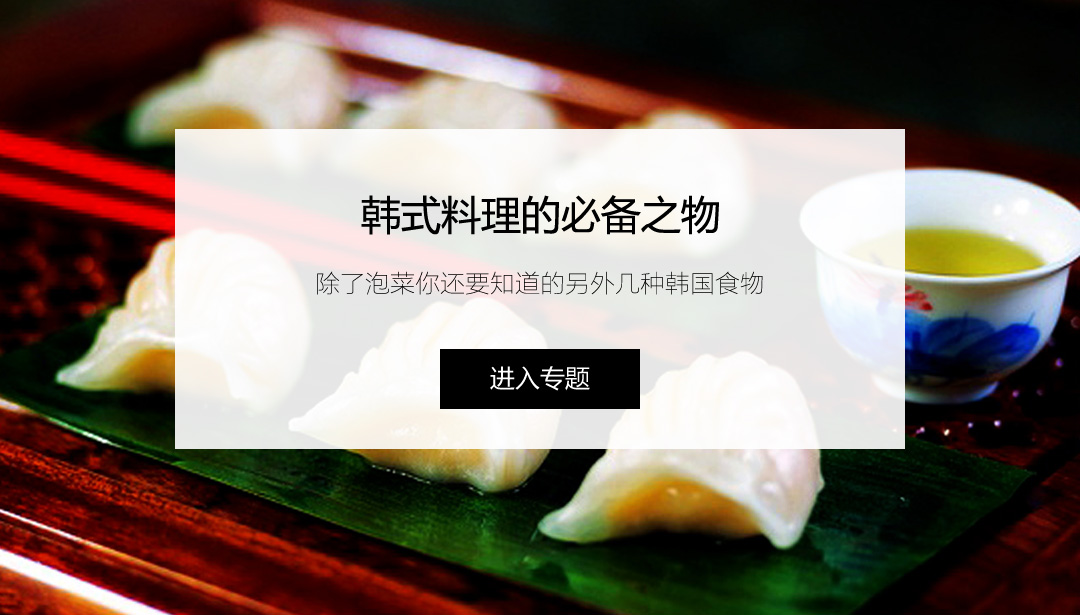 韩式料理的必备之物
除了泡菜你还要知道的另外几种韩国食物
进入专题